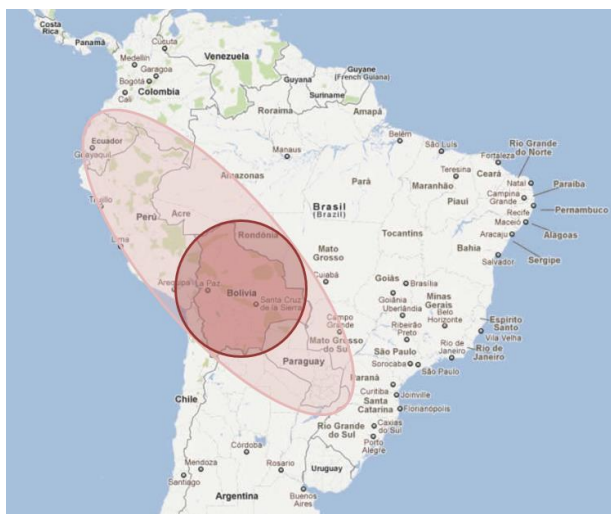 Costa
Rica
Panamá
Cúcuta
Medellín
Garagoa
Bogotá
Cali
Colombia
Venezuela
Guyana
Suriname
Guyane
(French Guiana)
Roraima
Amapá
Ecuador
Guayaquil
Trujillo
Perú
Lima
Arequipa
La Paz
Bolivia
Santa Cruz
de la Sierra
Manaus
Amazonas
Acre
Rondônia
Brasil
(Brazil)
Pará
Belém
São Luís
Maranhão
Teresina
Piauí
Fortaleza
Ceará
Rio Grande
do Norte
Natal
Paraíba
Campina
Grande
Pernambuco
Recife
Maceió
Alagoas
Aracaju
Sergipe
Bahia
Salvador
Tocantins
Mato
Grosso
Cuiabá
Goiás
Brasília
Goiânia
Minas
Gerais
Uberlândia
Belo
Horizonte
Espírito
Santo
Vila Velha
Ribeirão
Preto
Rio de
Janeiro
Rio de
Janeiro
Campo
Grande
Mato Grosso
do Sul
São Paulo
Sorocaba
São Paulo
Paraguay
Paraná
Curitiba
Joinville
Santa
Catarina
Florianópolis
Rio Grande
do Sul
Caxias
do Sul
Porto
Alegre
Chile
Córdoba
Mendoza
Rosario
Santiago
Uruguay
Buenos
Aires
Argentina